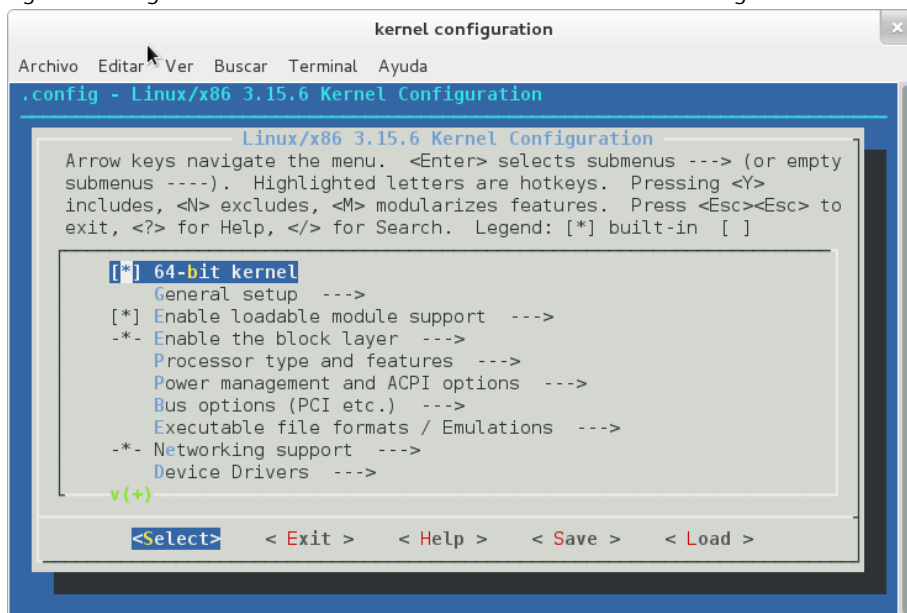 kernel configuration
x
Archivo Editar Ver Buscar Terminal Ayuda
.config - Linux/x86 3.15.6 Kernel Configuration
Linux/x86 3.15.6 Kernel Configuration
Arrow keys navigate the menu. <Enter> selects submenus ---> (or empty
submenus ----). Highlighted letters are hotkeys. Pressing <Y>
includes, <N> excludes, <M> modularizes features. Press <Esc><Esc> to
exit, <?> for Help, </> for Search. Legend: [*] built-in [ ]
[*] 64-bit kernel
General setup --->
[*] Enable loadable module support --->
-*- Enable the block layer --->
Processor type and features --->
Power management and ACPI options --->
Bus options (PCI etc.) --->
Executable file formats / Emulations --->
-*- Networking support --->
Device Drivers --->
v(+)
<Select> < Exit > < Help > < Save > < Load >